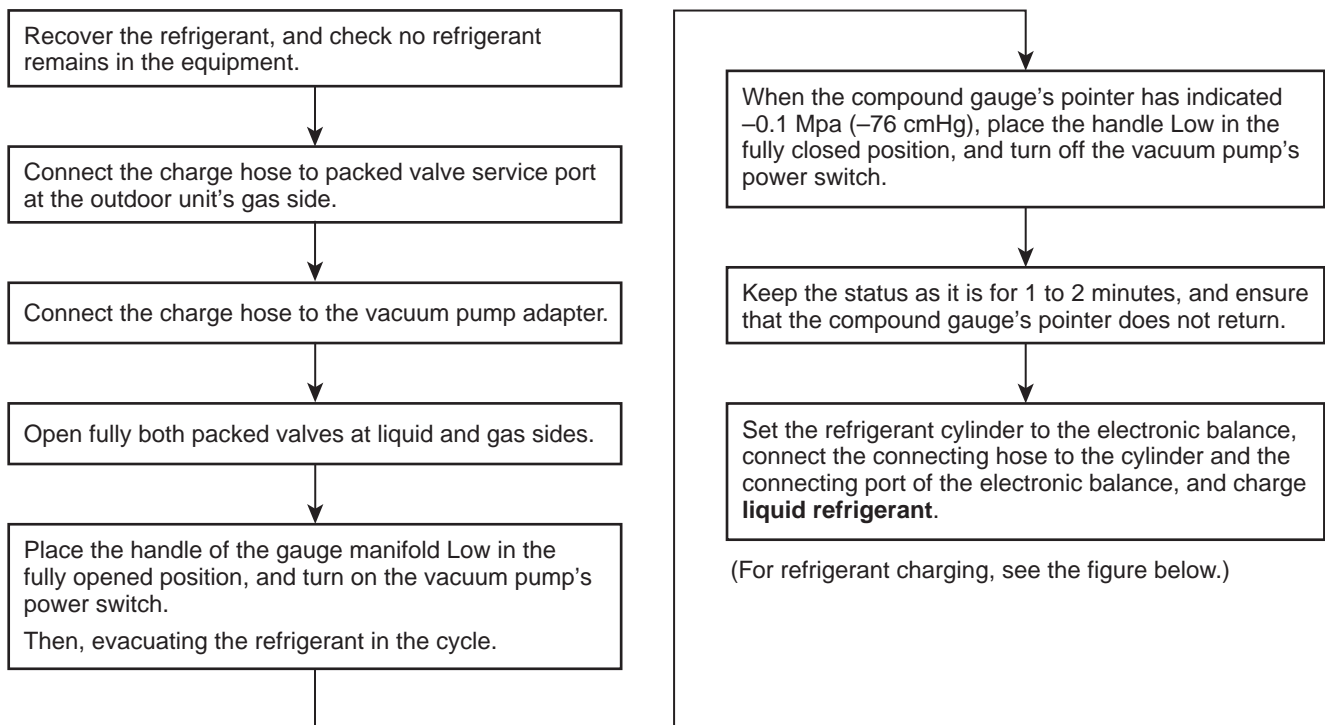 Recover the refrigerant, and check no refrigerant
remains in the equipment.
Connect the charge hose to packed valve service port
at the outdoor unit's gas side.
Connect the charge hose to the vacuum pump adapter.
Open fully both packed valves at liquid and gas sides.
Place the handle of the gauge manifold Low in the
fully opened position, and turn on the vacuum pump's
power switch.
Then, evacuating the refrigerant in the cycle.
When the compound gauge's pointer has indicated
–0.1 Mpa (–76 cmHg), place the handle Low in the
fully closed position, and turn off the vacuum pump's
power switch.
Keep the status as it is for 1 to 2 minutes, and ensure
that the compound gauge's pointer does not return.
Set the refrigerant cylinder to the electronic balance,
connect the connecting hose to the cylinder and the
connecting port of the electronic balance, and charge
liquid refrigerant.
(For refrigerant charging, see the figure below.)